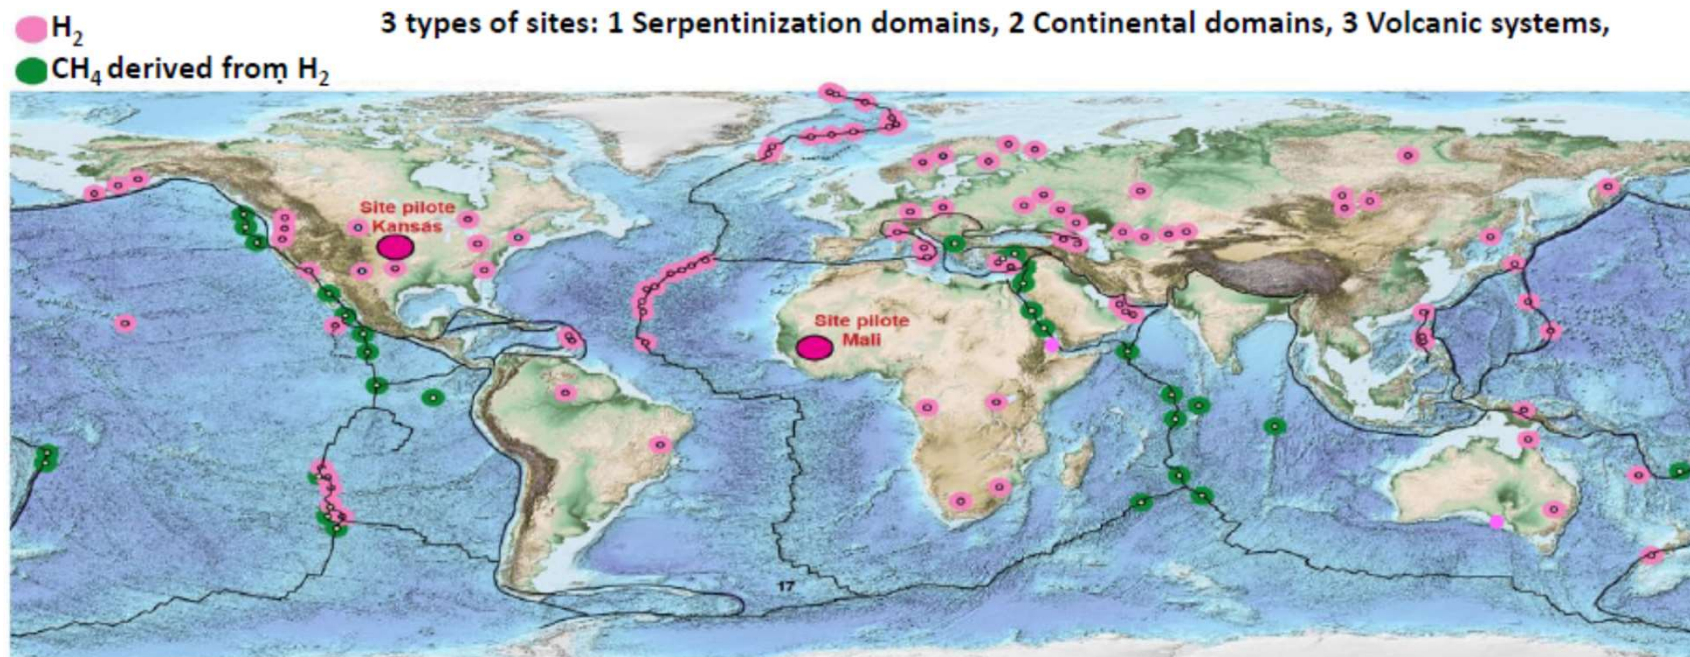 H₂
3 types of sites: 1 Serpentinization domains, 2 Continental domains, 3 Volcanic systems,
CH₄ derived from H₂
Site pilote
Kansas
Site pilote
Mali
17